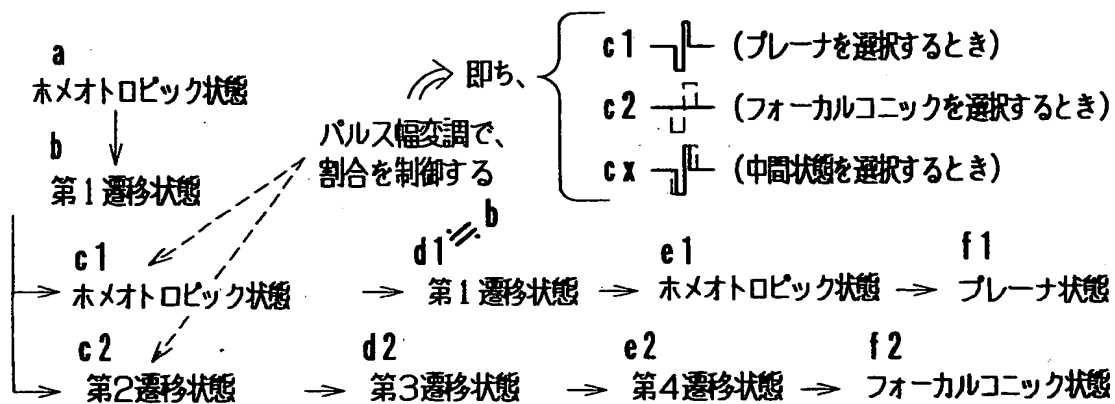 a
ホメオトロピック状態
b
第1遷移状態
パルス幅変調で、
割合を制御する
即ち、
c1 (プレーナを選択するとき)
c2 (フォーカルコニックを選択するとき)
cx (中間状態を選択するとき)
c1 d1 b e1 f1
ホメオトロピック状態 → 第1遷移状態 → ホメオトロピック状態 → プレーナ状態
c2 d2 e2 f2
第2遷移状態 → 第3遷移状態 → 第4遷移状態 → フォーカルコニック状態